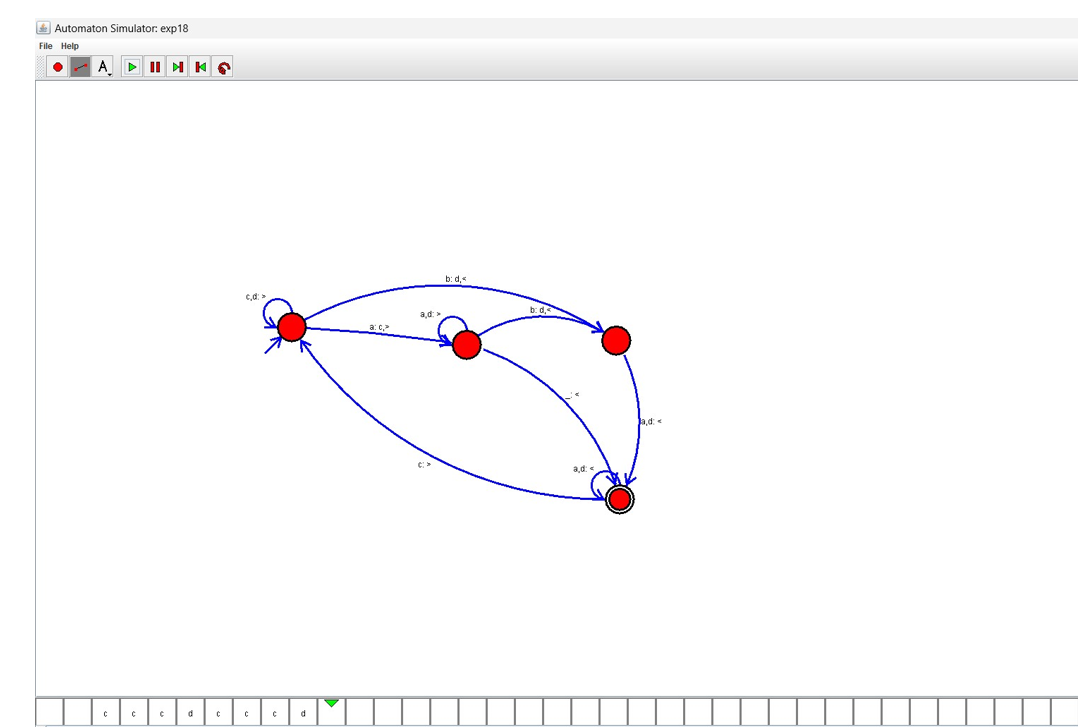 Automaton Simulator: exp18
File Help
A
b: d,<
c,d: >
a,d: >
b: d,<
a: c,>
_: <
a,d: <
c: >
a,d: <
c c c d c c c d